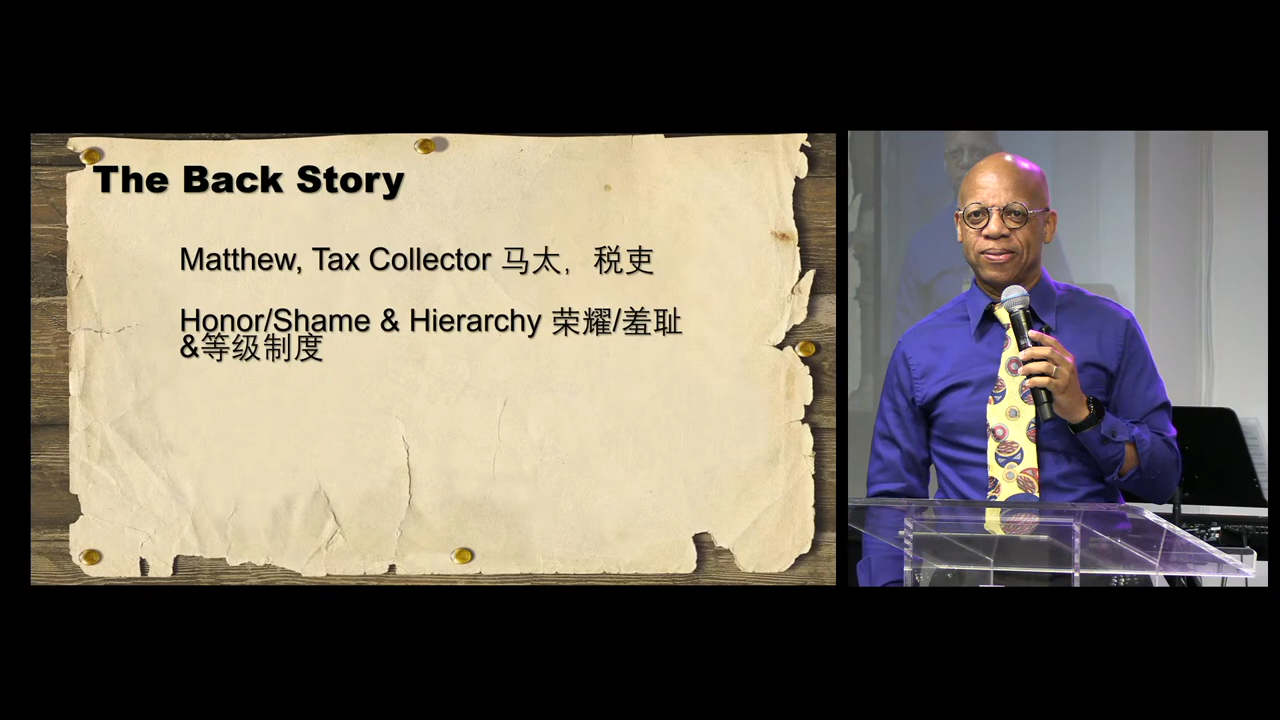 The Back Story
Matthew, Tax Collector 马太，税吏
Honor/Shame & Hierarchy 荣耀/羞耻
&等级制度